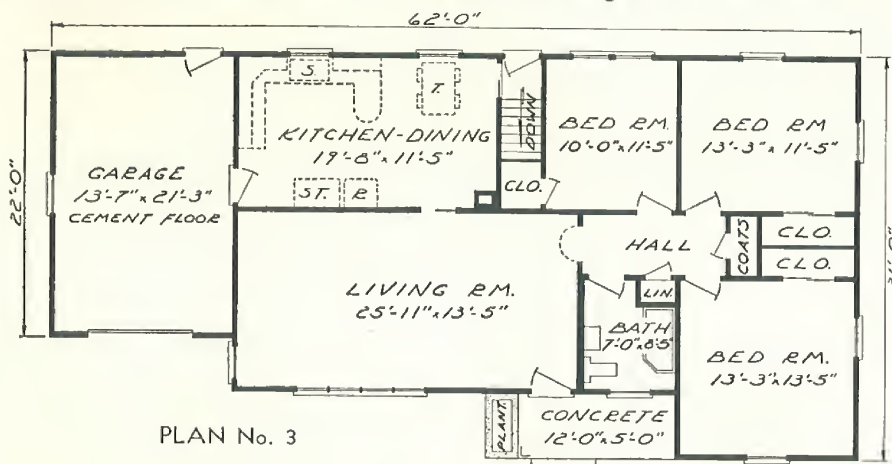 62'-0"
22'-0"
GARAGE
13'-7" x 21'-3"
CEMENT FLOOR
S.
T.
KITCHEN-DINING
19'-8" x 11'-5"
ST.
R.
DOWN
CLO.
BED RM.
10'-0" x 11'-5"
BED RM
13'-3" x 11'-5"
HALL
COATS
CLO.
CLO.
LIVING RM.
25'-11" x 13'-5"
LIN.
BATH
7'-0" x 8'-5"
BED RM.
13'-3" x 13'-5"
PLANT.
CONCRETE
12'-0" x 5'-0"
PLAN No. 3